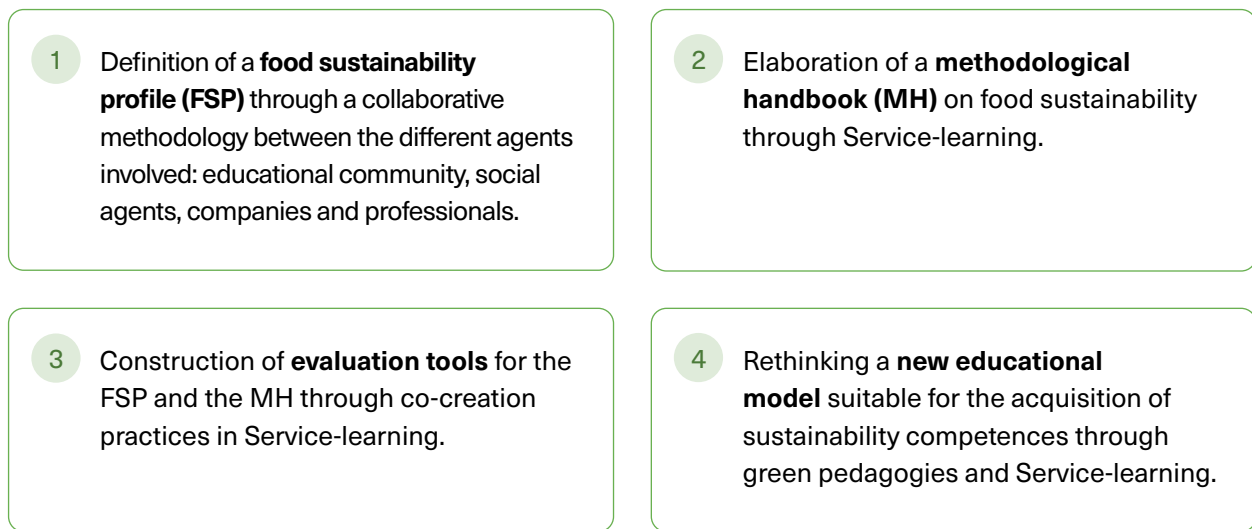 1
Definition of a food sustainability
profile (FSP) through a collaborative
methodology between the different agents
involved: educational community, social
agents, companies and professionals.
2
Elaboration of a methodological
handbook (MH) on food sustainability
through Service-learning.
3
Construction of evaluation tools for the
FSP and the MH through co-creation
practices in Service-learning.
4
Rethinking a new educational
model suitable for the acquisition of
sustainability competences through
green pedagogies and Service-learning.